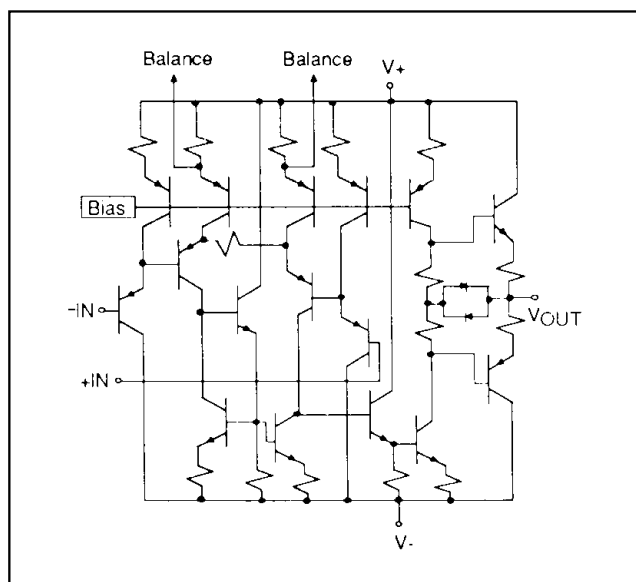 Balance
Balance
V+
Bias
-IN
VOUT
+IN
V-